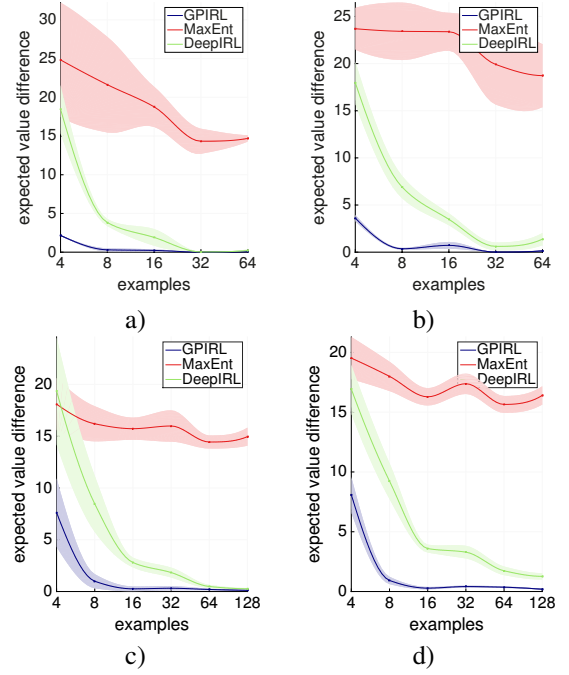 GPIRL
MaxEnt
DeepIRL
expected value difference
30
25
20
15
10
5
0
4 8 16 32 64
examples
a)
GPIRL
MaxEnt
DeepIRL
expected value difference
25
20
15
10
5
0
4 8 16 32 64
examples
b)
GPIRL
MaxEnt
DeepIRL
expected value difference
20
15
10
5
0
4 8 16 32 64 128
examples
c)
GPIRL
MaxEnt
DeepIRL
expected value difference
20
15
10
5
0
4 8 16 32 64 128
examples
d)